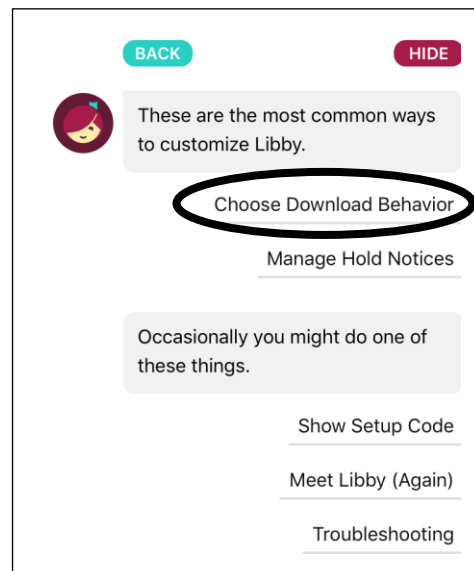 BACK
HIDE
These are the most common ways
to customize Libby.
Choose Download Behavior
Manage Hold Notices
Occasionally you might do one of
these things.
Show Setup Code
Meet Libby (Again)
Troubleshooting